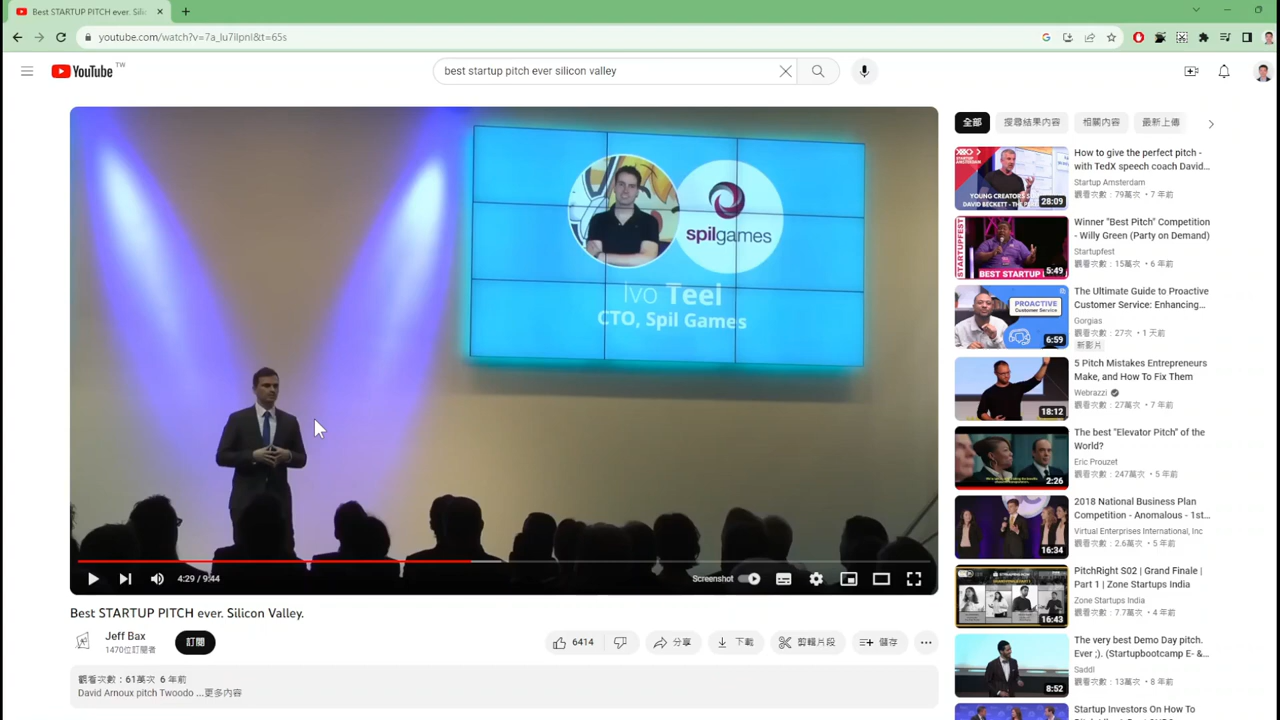 Best STARTUP PITCH ever. Silic
youtube.com/watch?v=7a_lu7ilpnI&t=65s
YouTube TW
best startup pitch ever silicon valley
spilgames
Ivo Teei
CTO, Spil Games
4:29 / 9:44
Screenshot
Best STARTUP PITCH ever. Silicon Valley.
Jeff Bax
1470位訂閱者
訂閱
6414
分享
下載
剪輯片段
儲存
觀看次數：61萬次 6 年前
David Arnoux pitch Twoodo ...更多內容
全部
搜尋結果內容
相關內容
最新上傳
STARTUP AMSTERDAM
DAVID BECKETT - THE
28:09
How to give the perfect pitch -
with TedX speech coach David...
Startup Amsterdam
觀看次數：79萬次 • 7 年前
STARTUPFEST
BEST STARTUP
5:49
Winner "Best Pitch" Competition
- Willy Green (Party on Demand)
Startupfest
觀看次數：15萬次 • 6 年前
PROACTIVE
Customer Service
6:59
The Ultimate Guide to Proactive
Customer Service: Enhancing...
Gorgias
觀看次數：27次 • 1 天前
新影片
18:12
5 Pitch Mistakes Entrepreneurs
Make, and How To Fix Them
Webrazzi
觀看次數：27萬次 • 7 年前
2:26
The best "Elevator Pitch" of the
World?
Eric Prouzet
觀看次數：247萬次 • 5 年前
16:34
2018 National Business Plan
Competition - Anomalous - 1st...
Virtual Enterprises International, Inc
觀看次數：2.6萬次 • 5 年前
16:43
PitchRight S02 | Grand Finale |
Part 1 | Zone Startups India
Zone Startups India
觀看次數：7.7萬次 • 4 年前
8:52
The very best Demo Day pitch.
Ever ;). (Startupbootcamp E- &...
Saddl
觀看次數：13萬次 • 8 年前
Startup Investors On How To